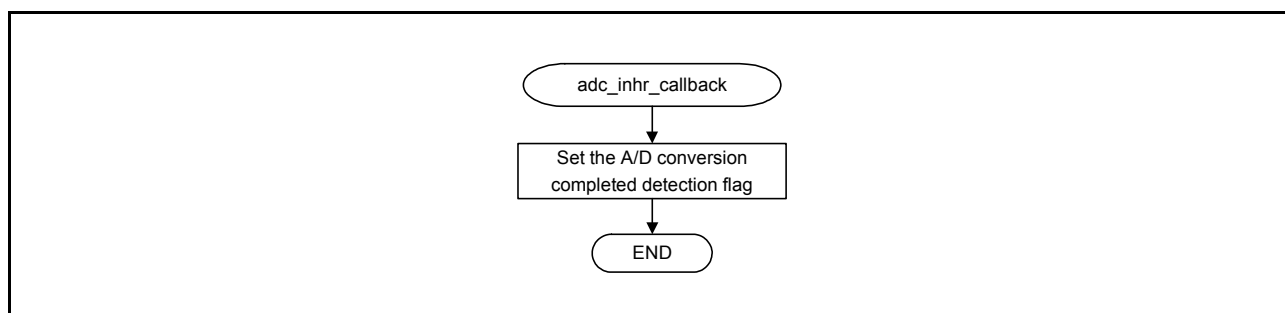 adc_inhr_callback
Set the A/D conversion
completed detection flag
END